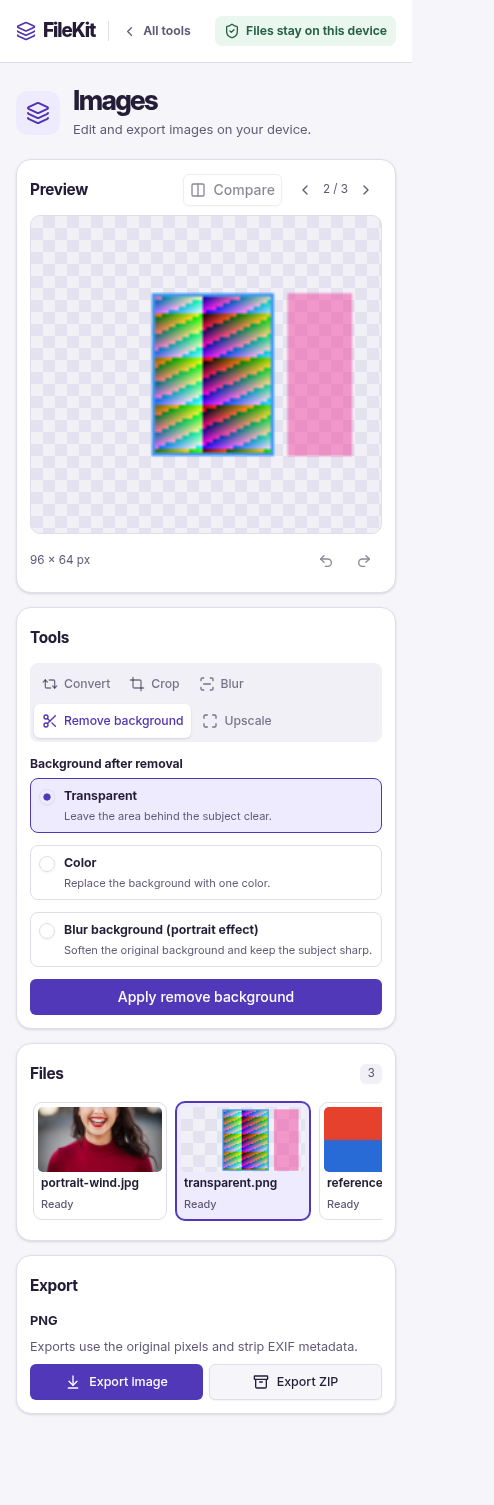 FileKit
All tools
Files stay on this device
Images
Edit and export images on your device.
Preview
Compare
2 / 3
96 × 64 px
Tools
Convert
Crop
Blur
Remove background
Upscale
Background after removal
Transparent
Leave the area behind the subject clear.
Color
Replace the background with one color.
Blur background (portrait effect)
Soften the original background and keep the subject sharp.
Apply remove background
Files
3
portrait-wind.jpg
Ready
transparent.png
Ready
reference
Ready
Export
PNG
Exports use the original pixels and strip EXIF metadata.
Export image
Export ZIP